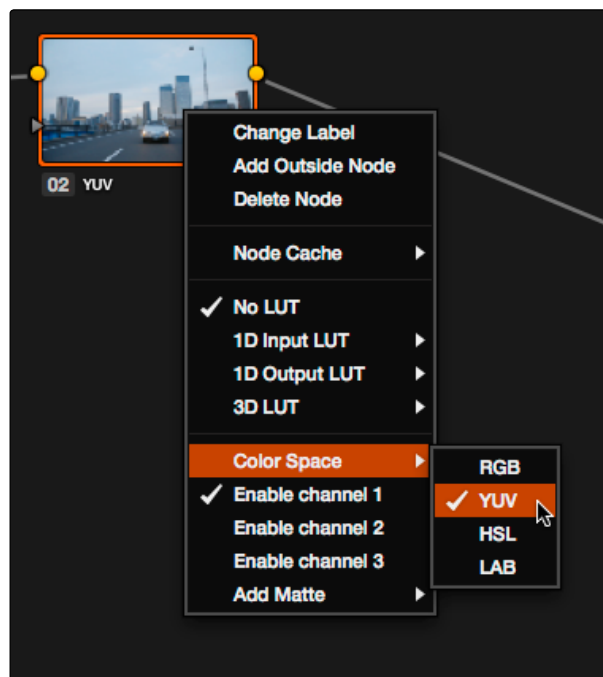 02 YUV
Change Label
Add Outside Node
Delete Node
Node Cache
No LUT
1D Input LUT
1D Output LUT
3D LUT
Color Space
Enable channel 1
Enable channel 2
Enable channel 3
Add Matte
RGB
YUV
HSL
LAB